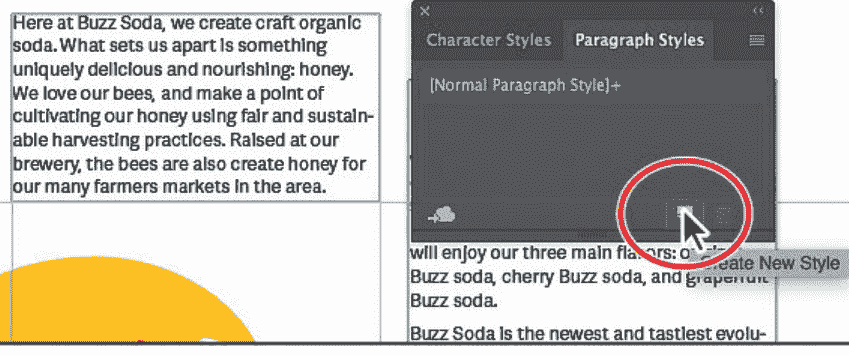 Here at Buzz Soda, we create craft organic
soda. What sets us apart is something
uniquely delicious and nourishing: honey.
We love our bees, and make a point of
cultivating our honey using fair and sustain-
able harvesting practices. Raised at our
brewery, the bees are also create honey for
our many farmers markets in the area.
Character Styles Paragraph Styles
[Normal Paragraph Style]+
Create New Style
will enjoy our three main flavors:
Buzz soda, cherry Buzz soda, and grapefruit
Buzz soda.
Buzz Soda is the newest and tastiest evolu-